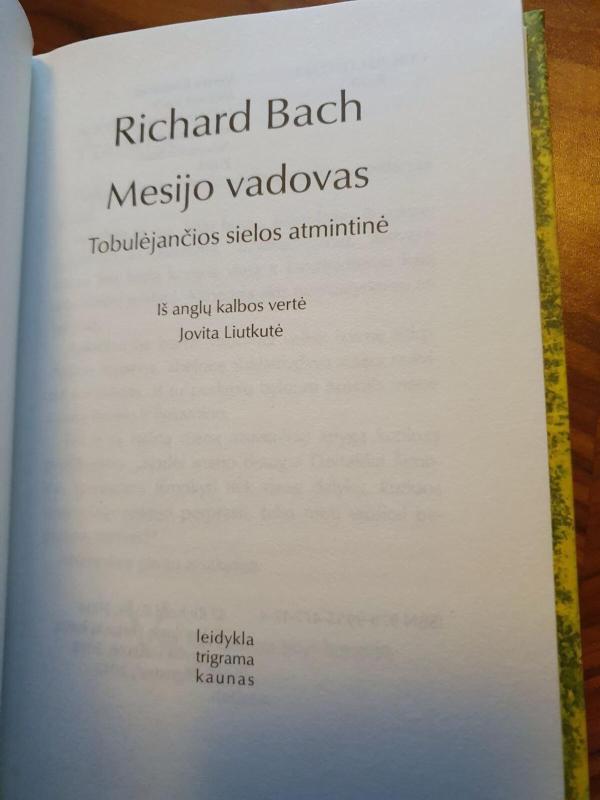 Richard Bach
Mesijo vadovas
Tobulėjančios sielos atmintinė
Iš anglų kalbos vertė
Jovita Liutkutė
leidykla
trigrama
kaunas